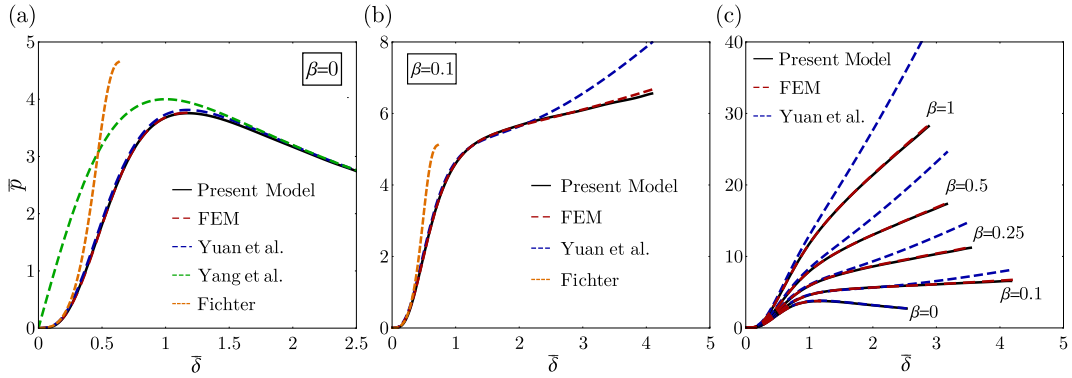 (a)
5
4
3
2
1
0
0
0.5
1
1.5
2
2.5
p̅
δ̅
β=0
Present Model
FEM
Yuan et al.
Yang et al.
Fichter
(b)
8
6
4
2
0
0
1
2
3
4
5
δ̅
β=0.1
Present Model
FEM
Yuan et al.
Fichter
(c)
40
30
20
10
0
0
1
2
3
4
5
δ̅
Present Model
FEM
Yuan et al.
β=1
β=0.5
β=0.25
β=0.1
β=0